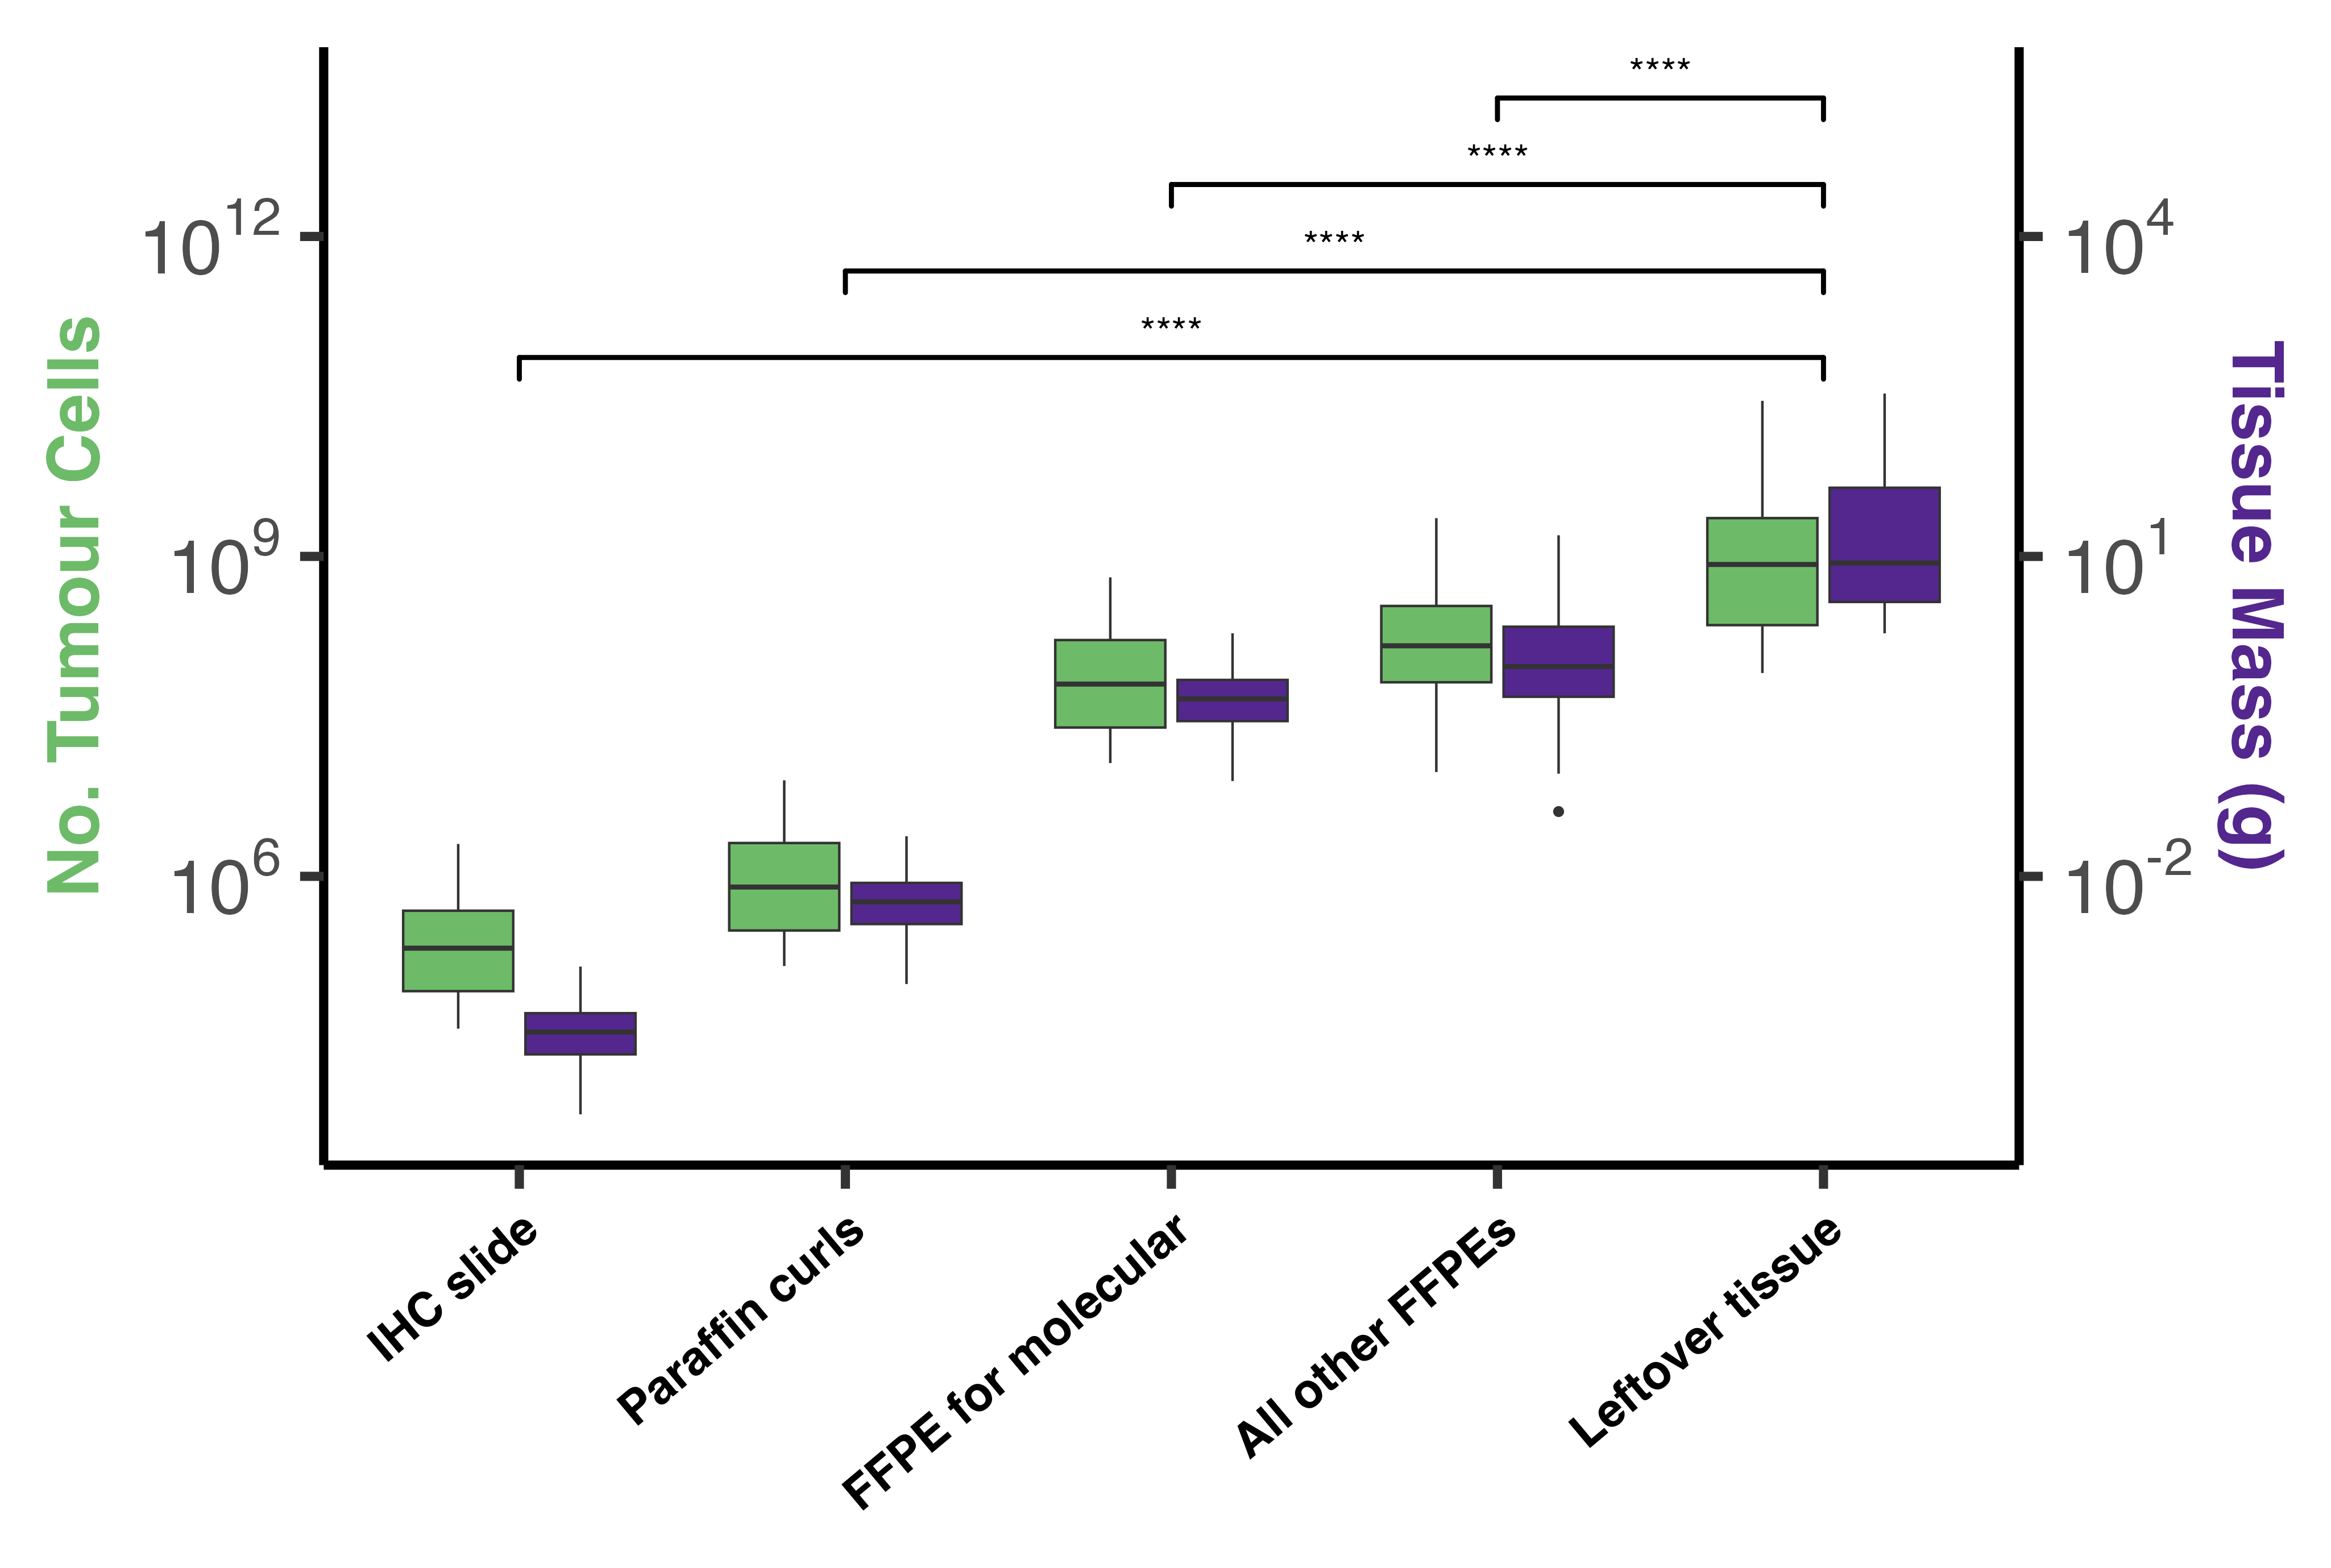 ****
****
****
****
10^12
10^9
10^6
No. Tumour Cells
10^4
10^1
10^-2
Tissue Mass (g)
IHC slide
Paraffin curls
FFPE for molecular
All other FFPEs
Leftover tissue